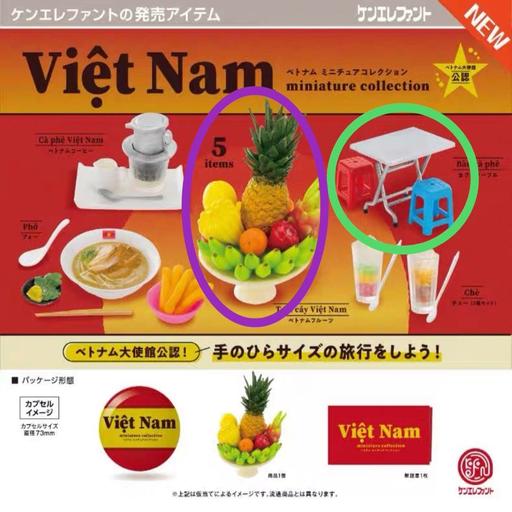 ケンエレファントの発売アイテム
ケンエレファント
NEW
Việt Nam
ベトナム ミニチュアコレクション
miniature collection
ベトナム大使館
公認
Cà phê Việt Nam
ベトナムコーヒー
5
items
Phở
フォー
Chè
チェー（2種セット）
ây Việt Nam
ベトナムフルーツ
ベトナム大使館公認！
手のひらサイズの旅行をしよう！
■ パッケージ形態
カプセル
イメージ
カプセルサイズ
直径73mm
Việt Nam
miniature collection
商品1個
Việt Nam
miniature collection
解説書1枚
ケンエレファント
※上記は仮当てによるイメージです。流通商品とは異なります。